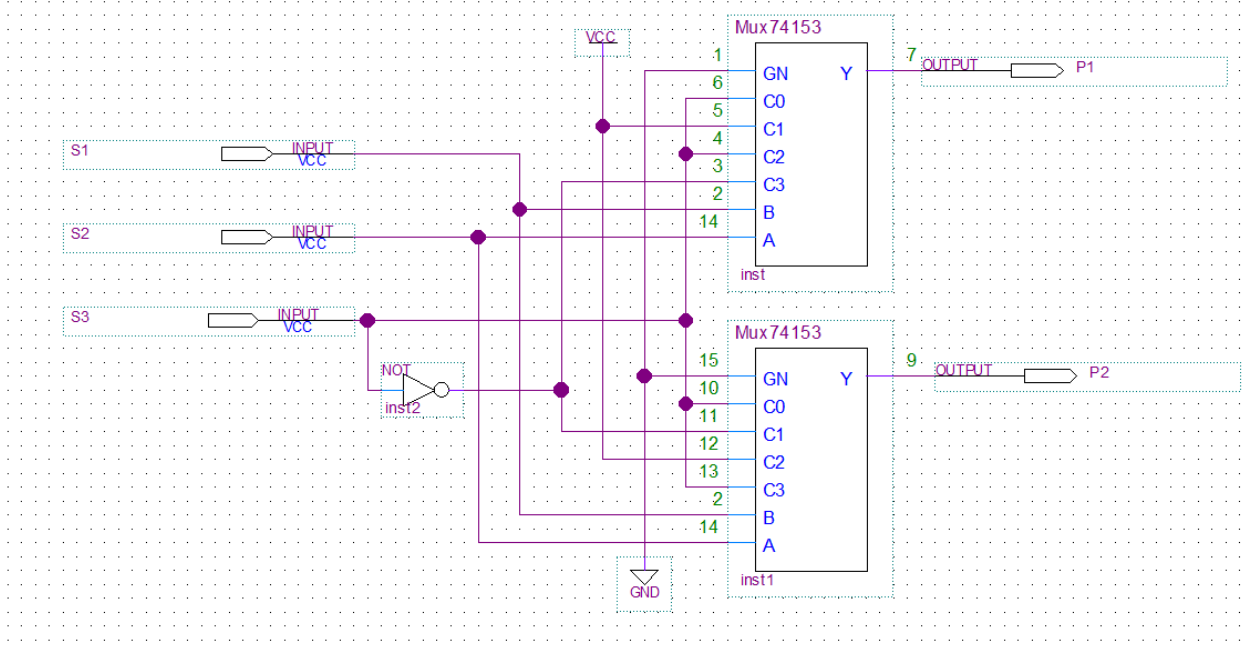 VCC
Mux74153
1
GN
Y
7
OUTPUT
P1
6
C0
5
C1
4
C2
3
C3
2
B
14
A
inst
S1
INPUT
VCC
S2
INPUT
VCC
S3
INPUT
VCC
NOT
inst2
Mux74153
15
GN
Y
9
OUTPUT
P2
10
C0
11
C1
12
C2
13
C3
2
B
14
A
inst1
GND